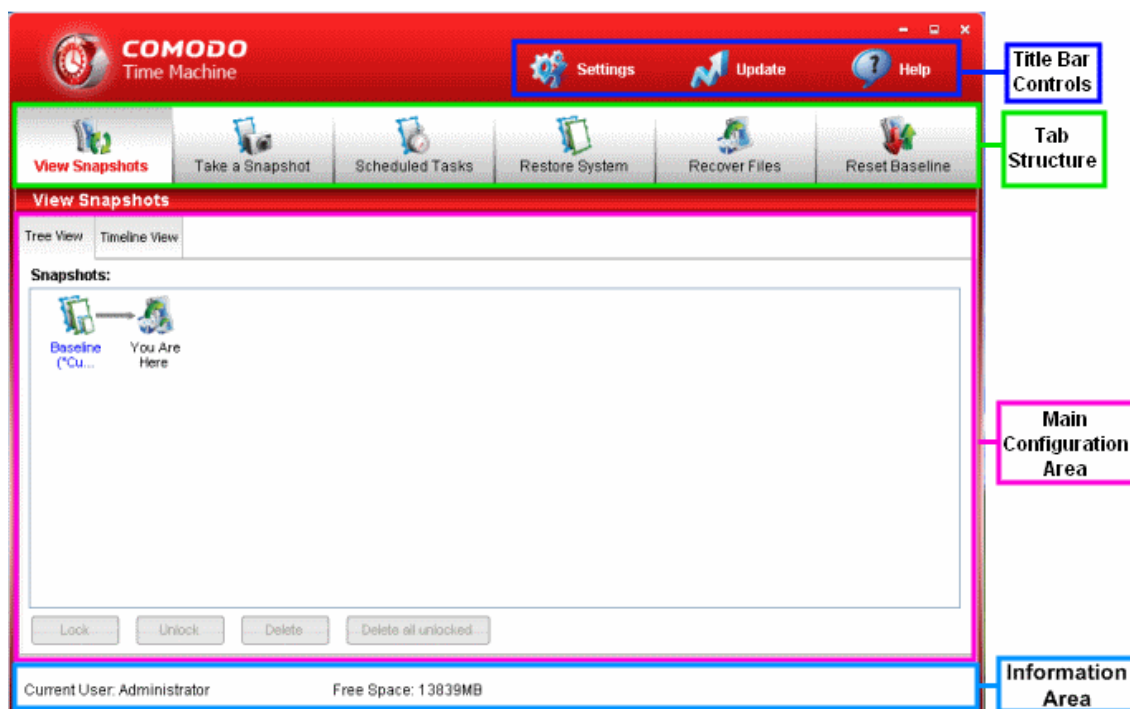 COMODO
Time Machine
Settings
Update
Help
Title Bar
Controls
View Snapshots
Take a Snapshot
Scheduled Tasks
Restore System
Recover Files
Reset Baseline
Tab
Structure
View Snapshots
Tree View
Timeline View
Snapshots:
Baseline
("Cu...
You Are
Here
Main
Configuration
Area
Lock
Unlock
Delete
Delete all unlocked
Current User: Administrator
Free Space: 13839MB
Information
Area